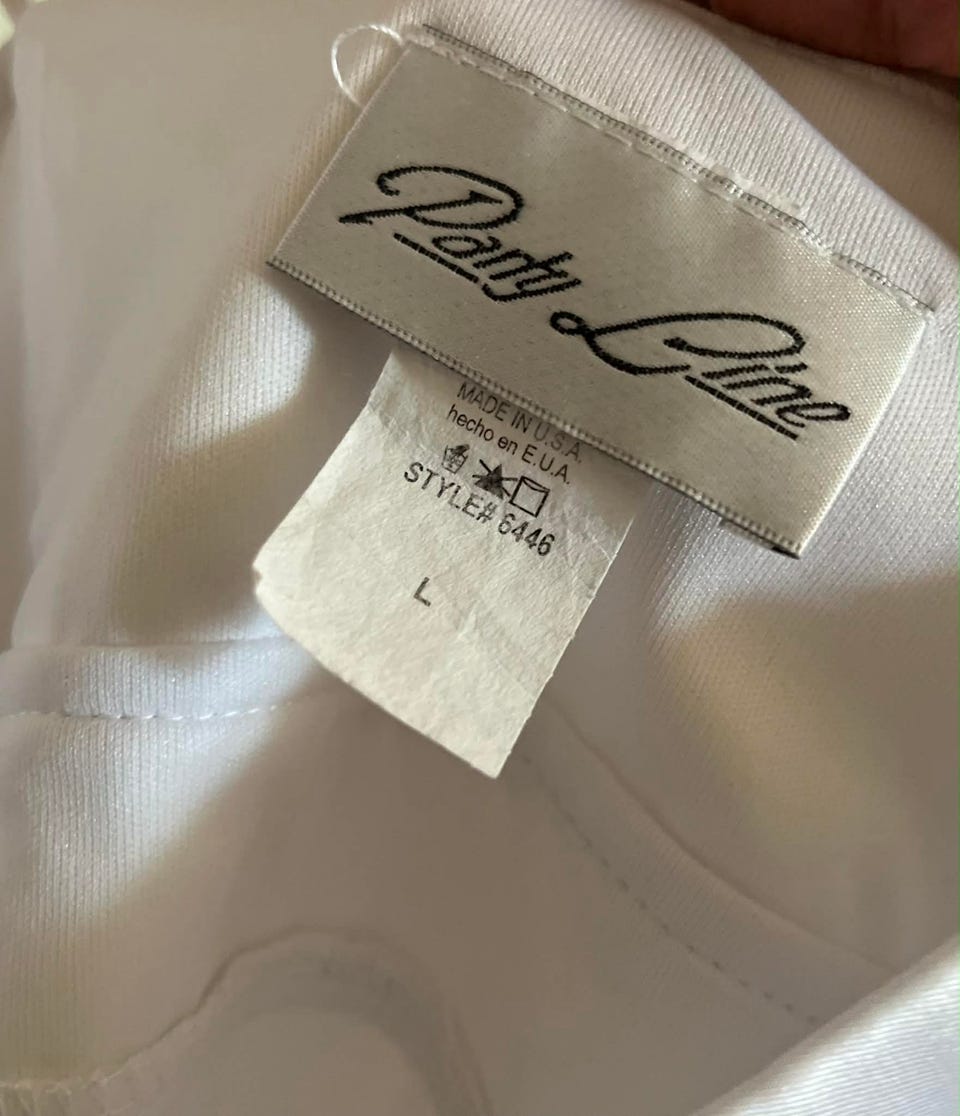 Party Line
MADE IN U.S.A.
hecho en E.U.A.
STYLE# 6446
L